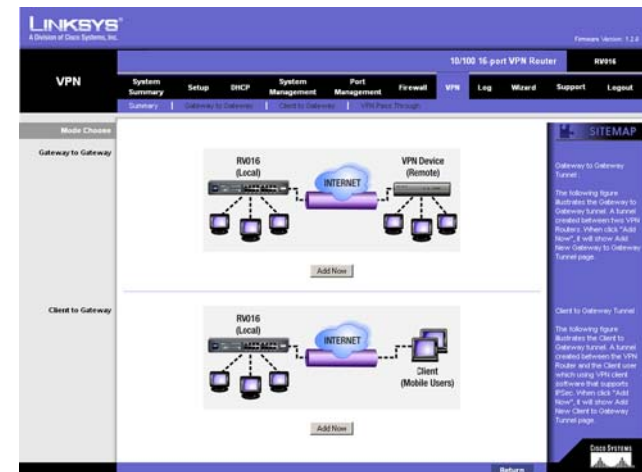 LINKSYS®
A Division of Cisco Systems, Inc.
Firmware Version: 1.2.8
10/100 16-port VPN Router
RV016
VPN
System Summary
Setup
DHCP
System Management
Port Management
Firewall
VPN
Log
Wizard
Support
Logout
Summary | Gateway to Gateway | Client to Gateway | VPN Pass Through
Mode Choose
SITEMAP
Gateway to Gateway
RV016
(Local)
INTERNET
VPN Device
(Remote)
Add Now
Gateway to Gateway
Tunnel :
The following figure
illustrates the Gateway to
Gateway tunnel. A tunnel
created between two VPN
Routers. When click "Add
Now", it will show Add
New Gateway to Gateway
Tunnel page.
Client to Gateway
RV016
(Local)
INTERNET
Client
(Mobile Users)
Add Now
Client to Gateway Tunnel :
The following figure
illustrates the Client to
Gateway tunnel. A tunnel
created between the VPN
Router and the Client user
which using VPN client
software that supports
IPSec. When click "Add
Now", it will show Add
New Client to Gateway
Tunnel page.
Return
CISCO SYSTEMS